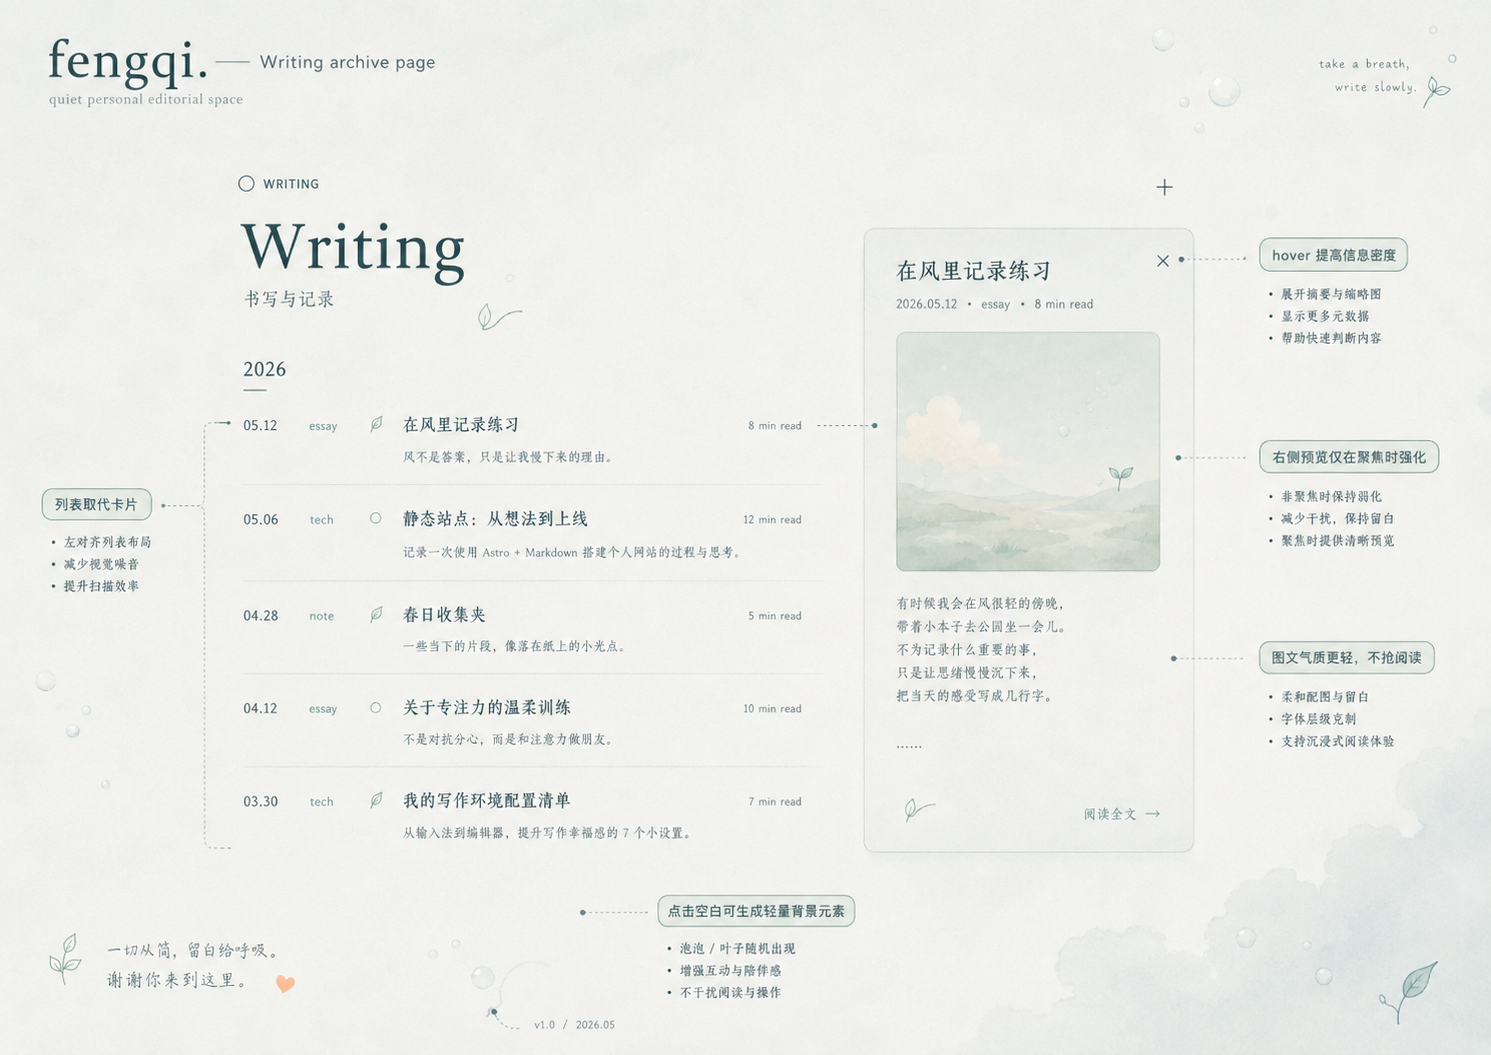 fengqi. — Writing archive page
quiet personal editorial space
take a breath,
write slowly.
WRITING
Writing
书写与记录
2026
05.12 essay 在风里记录练习 8 min read
风不是答案，只是让我慢下来的理由。
05.06 tech 静态站点：从想法到上线 12 min read
记录一次使用 Astro + Markdown 搭建个人网站的过程与思考。
04.28 note 春日收集夹 5 min read
一些当下的片段，像落在纸上的小光点。
04.12 essay 关于专注力的温柔训练 10 min read
不是对抗分心，而是和注意力做朋友。
03.30 tech 我的写作环境配置清单 7 min read
从输入法到编辑器，提升写作幸福感的 7 个小设置。
列表取代卡片
• 左对齐列表布局
• 减少视觉噪音
• 提升扫描效率
在风里记录练习
2026.05.12 • essay • 8 min read
有时候我会在风很轻的傍晚，
带着小本子去公园坐一会儿。
不为记录什么重要的事，
只是让思绪慢慢沉下来，
把当天的感受写成几行字。
……
阅读全文 →
hover 提高信息密度
• 展开摘要与缩略图
• 显示更多元数据
• 帮助快速判断内容
右侧预览仅在聚焦时强化
• 非聚焦时保持弱化
• 减少干扰，保持留白
• 聚焦时提供清晰预览
图文气质更轻，不抢阅读
• 柔和配图与留白
• 字体层级克制
• 支持沉浸式阅读体验
点击空白可生成轻量背景元素
• 泡泡 / 叶子随机出现
• 增强互动与陪伴感
• 不干扰阅读与操作
一切从简，留白给呼吸。
谢谢你来到这里。
v1.0 / 2026.05